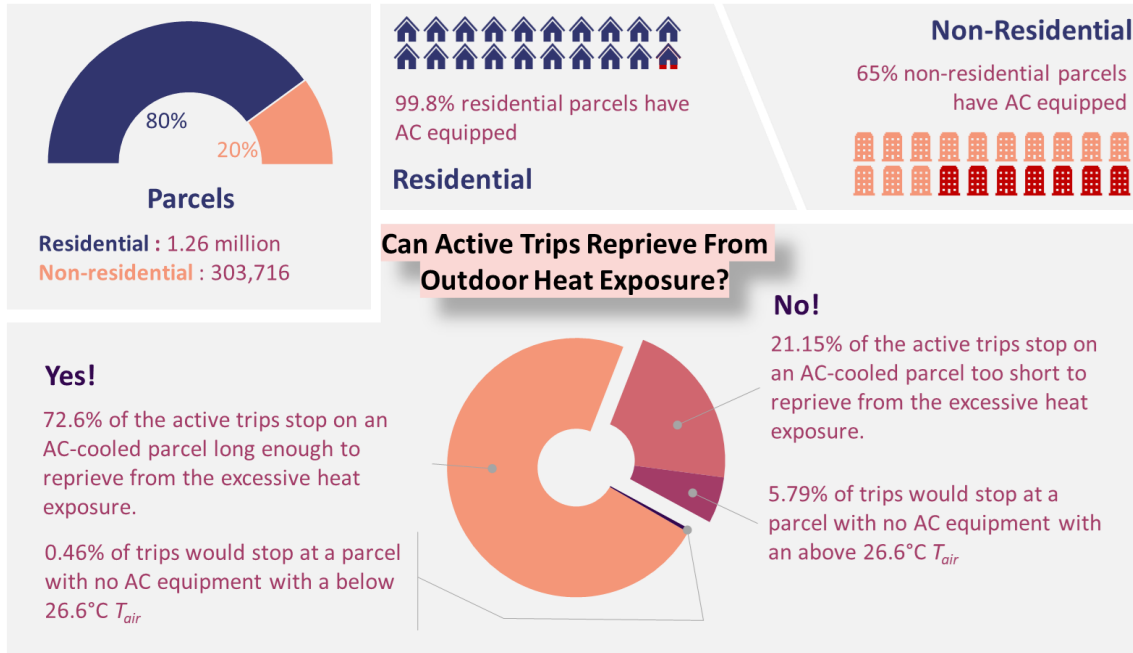 80%
20%
Parcels
Residential : 1.26 million
Non-residential : 303,716
99.8% residential parcels have
AC equipped
Residential
Non-Residential
65% non-residential parcels
have AC equipped
Can Active Trips Reprieve From
Outdoor Heat Exposure?
Yes!
72.6% of the active trips stop on an
AC-cooled parcel long enough to
reprieve from the excessive heat
exposure.
0.46% of trips would stop at a parcel
with no AC equipment with a below
26.6°C Tair
No!
21.15% of the active trips stop on
an AC-cooled parcel too short to
reprieve from the excessive heat
exposure.
5.79% of trips would stop at a
parcel with no AC equipment with
an above 26.6°C Tair